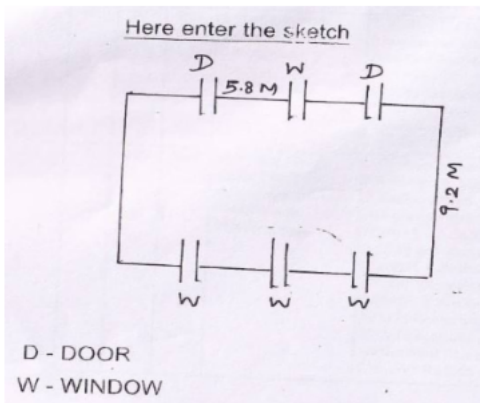 Here enter the sketch
D W D
5.8 M
9.2 M
W W W
D - DOOR
W - WINDOW